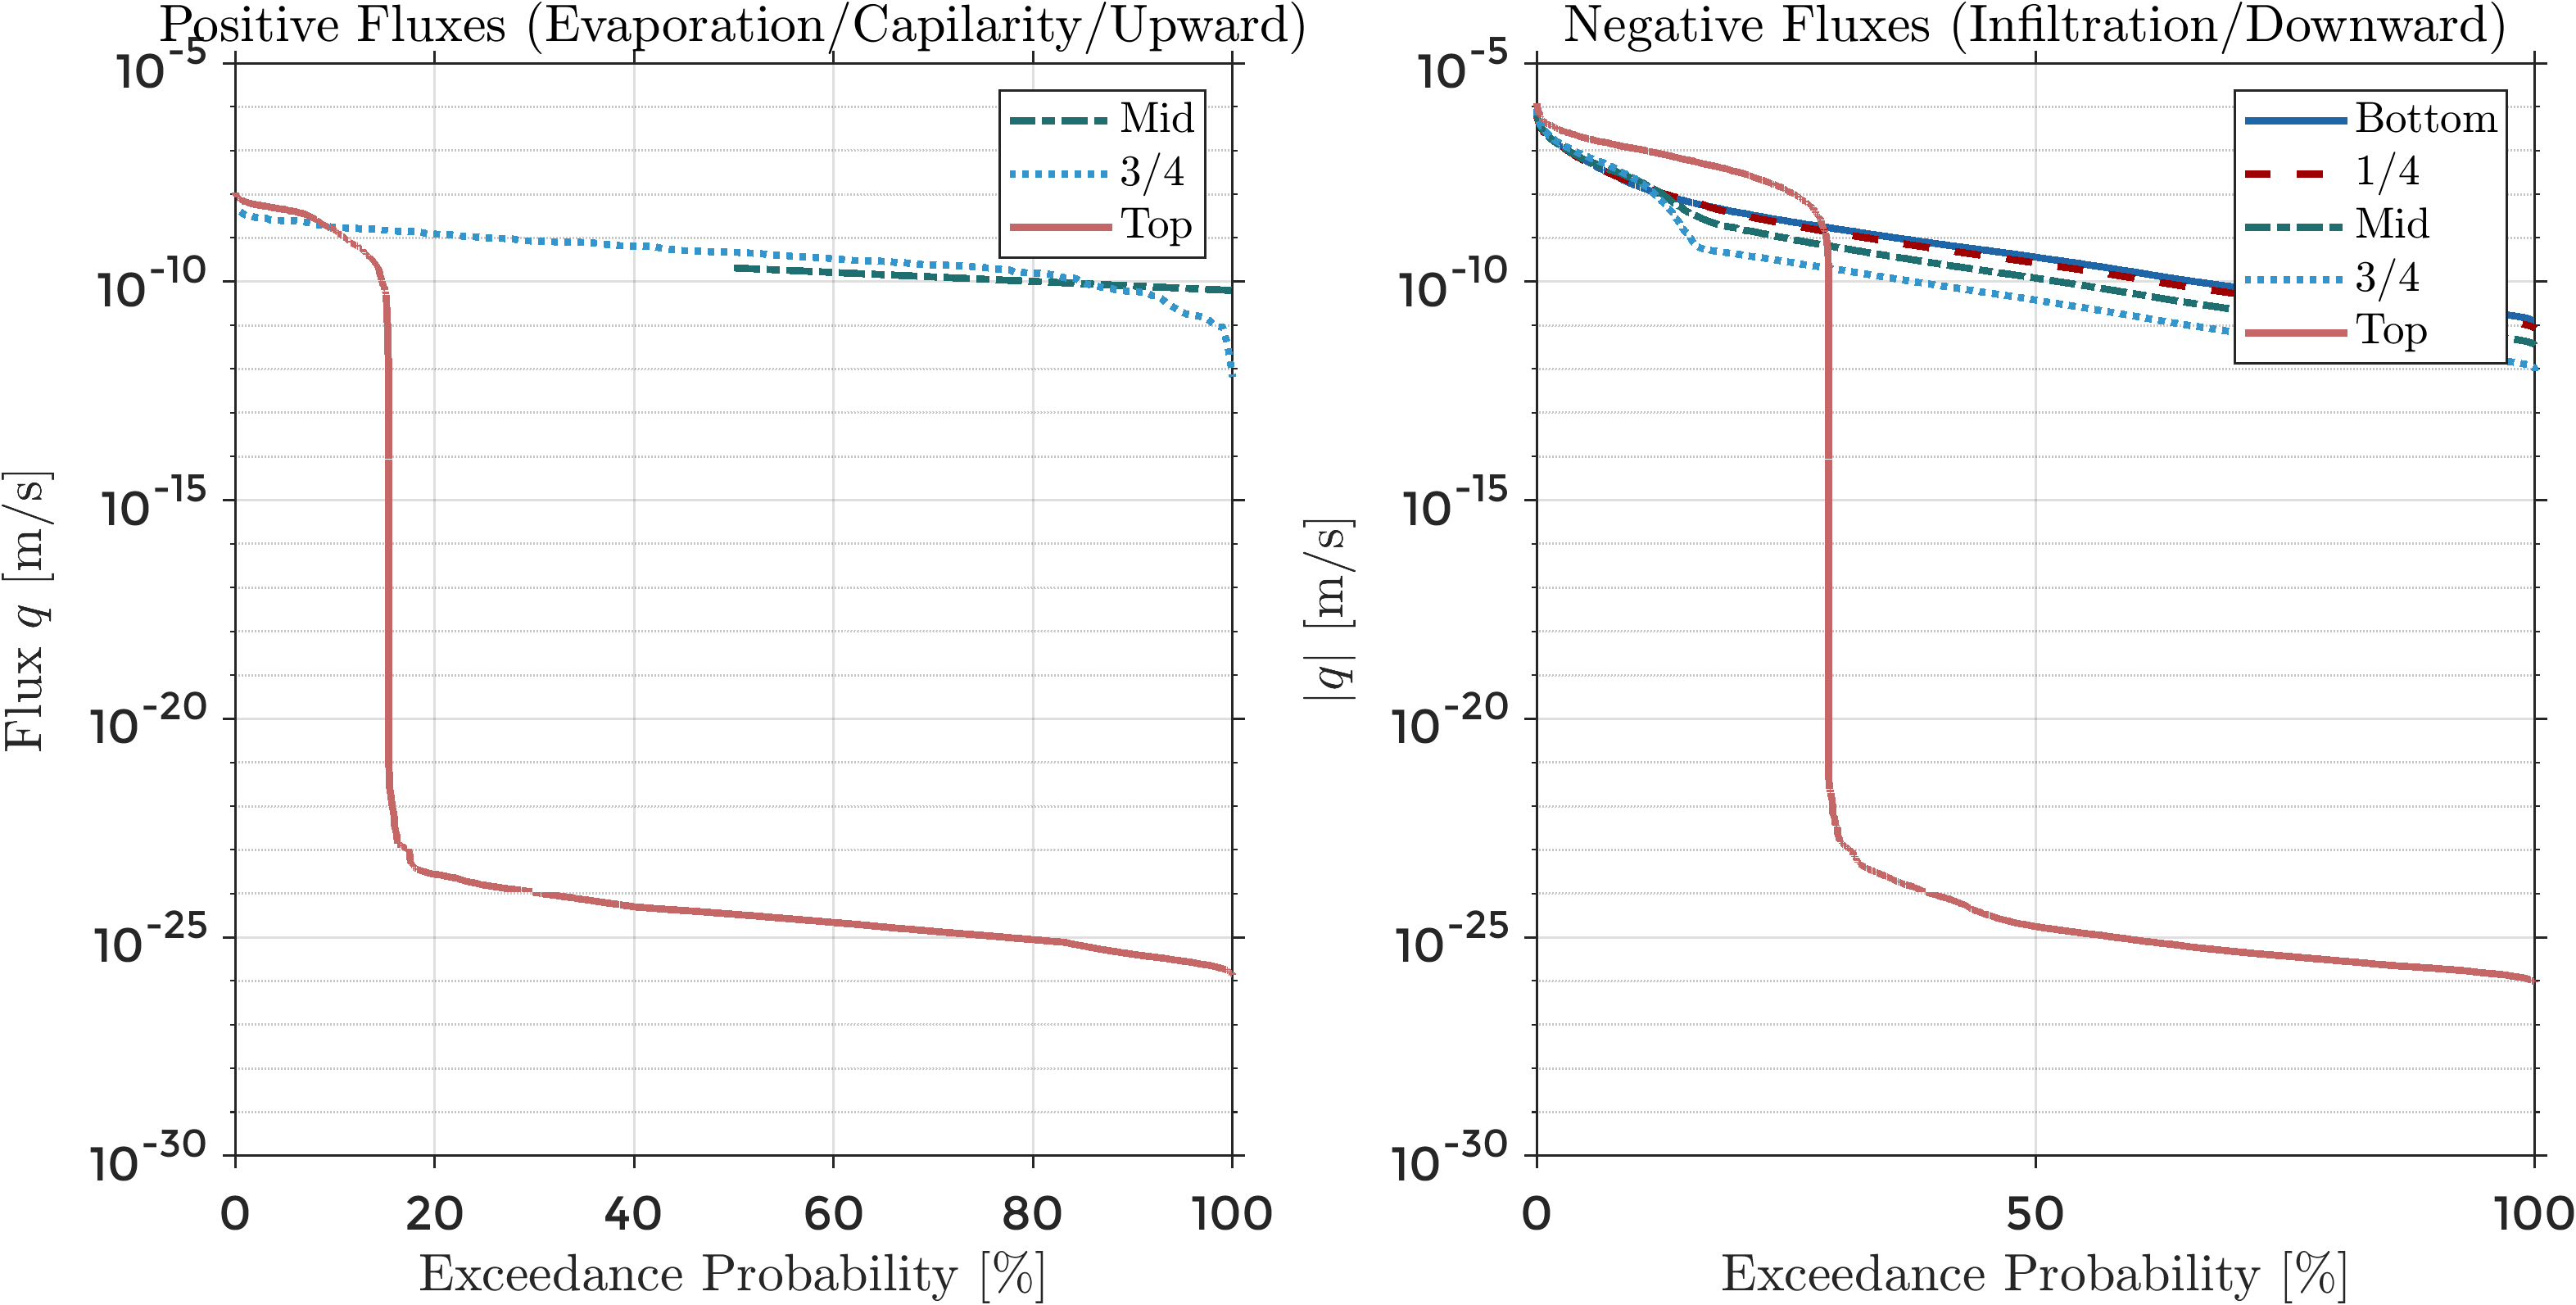 Positive Fluxes (Evaporation/Capilarity/Upward)
10^-5
10^-10
10^-15
10^-20
10^-25
10^-30
Flux q [m/s]
Mid
3/4
Top
0 20 40 60 80 100
Exceedance Probability [%]
Negative Fluxes (Infiltration/Downward)
10^-5
10^-10
10^-15
10^-20
10^-25
10^-30
|q| [m/s]
Bottom
1/4
Mid
3/4
Top
0 50 100
Exceedance Probability [%]